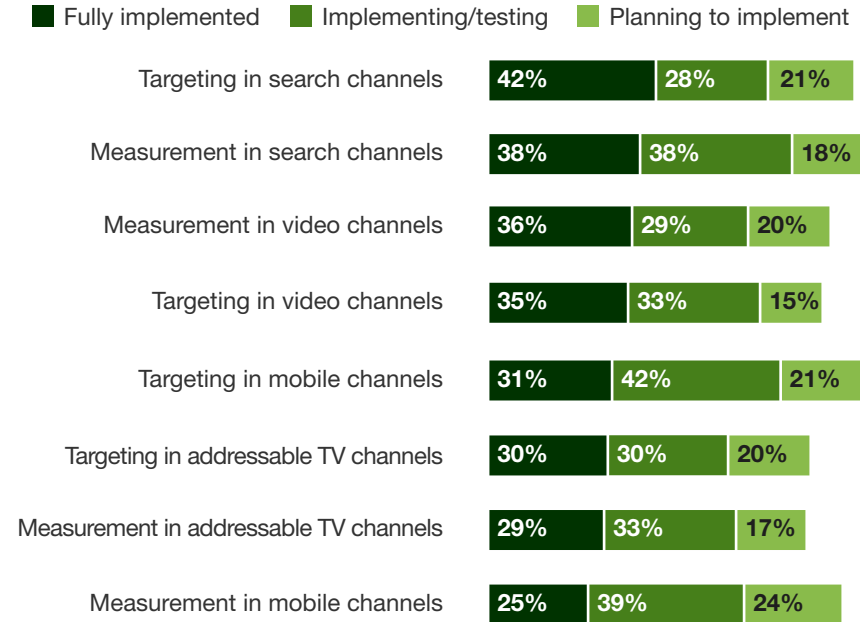 Fully implemented Implementing/testing Planning to implement
Targeting in search channels 42% 28% 21%
Measurement in search channels 38% 38% 18%
Measurement in video channels 36% 29% 20%
Targeting in video channels 35% 33% 15%
Targeting in mobile channels 31% 42% 21%
Targeting in addressable TV channels 30% 30% 20%
Measurement in addressable TV channels 29% 33% 17%
Measurement in mobile channels 25% 39% 24%